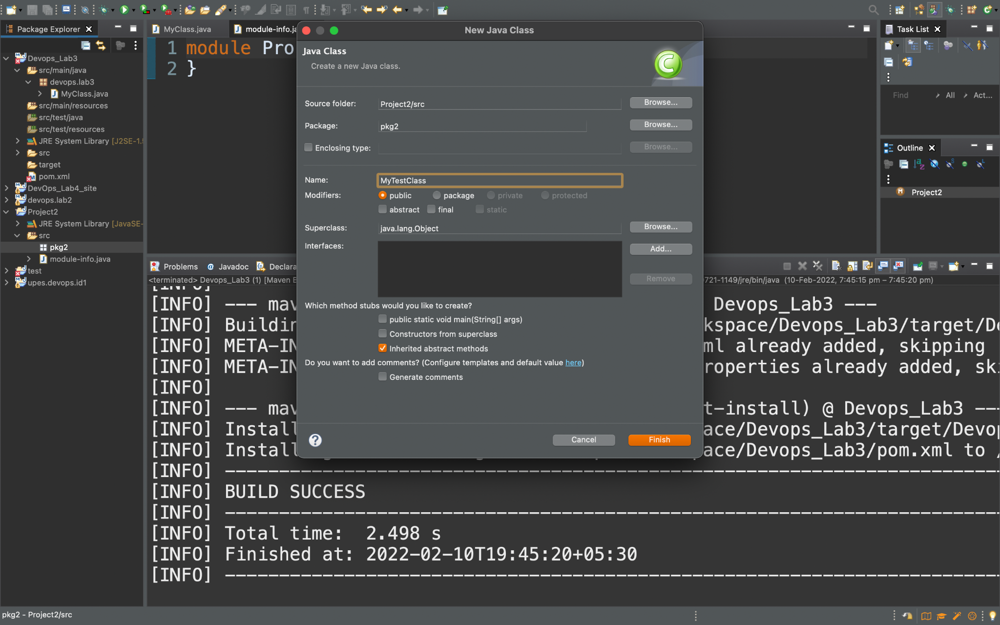 Package Explorer
MyClass.java
module-info.ja
New Java Class
Task List
1 module Pro
2 }
Devops_Lab3
src/main/java
devops.lab3
MyClass.java
src/main/resources
src/test/java
src/test/resources
JRE System Library [J2SE-1.5
src
target
pom.xml
DevOps_Lab4_site
devops.lab2
Project2
JRE System Library [JavaSE-
src
pkg2
module-info.java
test
upes.devops.id1
Java Class
Create a new Java class.
Source folder: Project2/src Browse...
Package: pkg2 Browse...
Enclosing type: Browse...
Name: MyTestClass
Modifiers: public package private protected
abstract final static
Superclass: java.lang.Object Browse...
Interfaces: Add...
Remove
Which method stubs would you like to create?
public static void main(String[] args)
Constructors from superclass
Inherited abstract methods
Do you want to add comments? (Configure templates and default value here)
Generate comments
Cancel Finish
Find All Act...
Outline
Project2
Problems @ Javadoc Declara
<terminated> Devops_Lab3 (1) [Maven B 0721-1149/jre/bin/java (10-Feb-2022, 7:45:15 pm – 7:45:20 pm)
[INFO]
[INFO] --- mav Devops_Lab3 ---
[INFO] Buildin kspace/Devops_Lab3/target/De
[INFO] META-IN ml already added, skipping
[INFO] META-IN roperties already added, sk
[INFO]
[INFO] --- mav t-install) @ Devops_Lab3 ---
[INFO] Install ace/Devops_Lab3/target/Devop
[INFO] Install ace/Devops_Lab3/pom.xml to /
[INFO] ------------------------------------------------------------------------
[INFO] BUILD SUCCESS
[INFO] ------------------------------------------------------------------------
[INFO] Total time:  2.498 s
[INFO] Finished at: 2022-02-10T19:45:20+05:30
[INFO] ------------------------------------------------------------------------
pkg2 - Project2/src